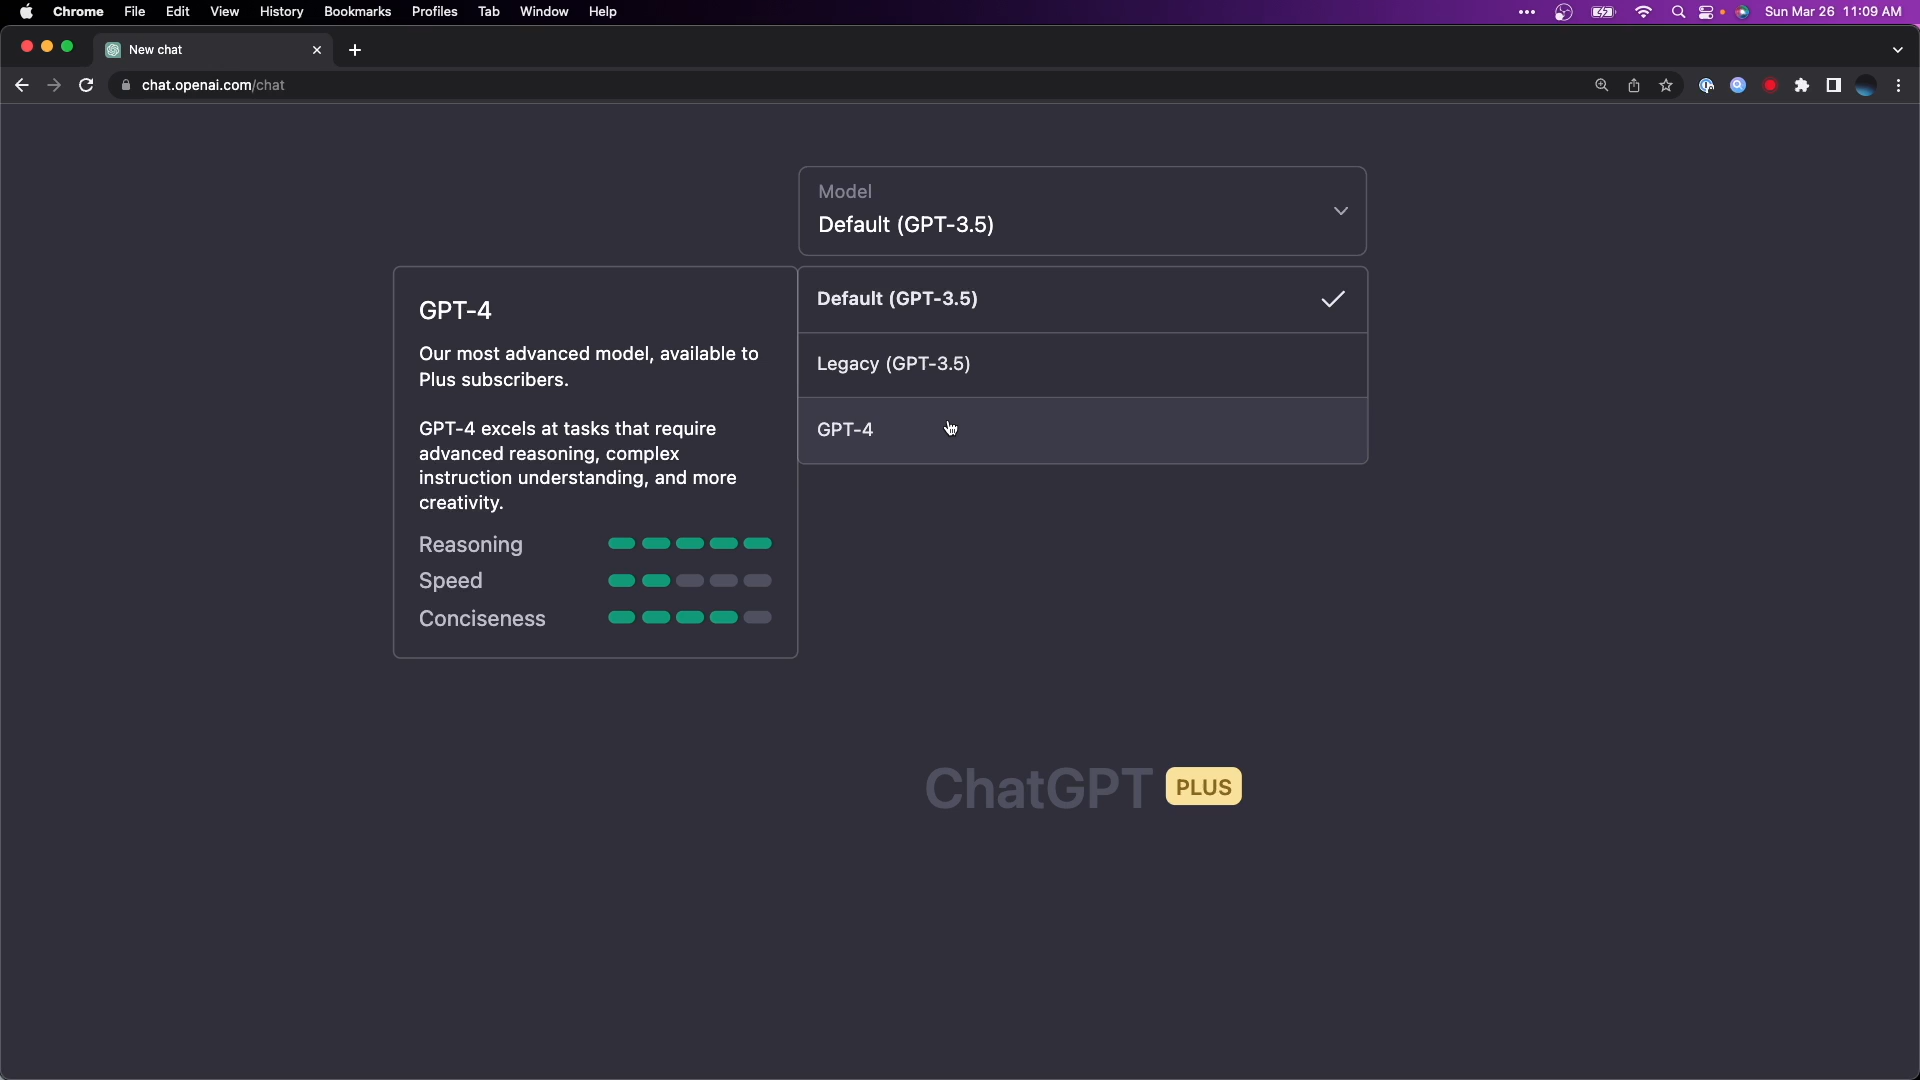 Chrome File Edit View History Bookmarks Profiles Tab Window Help
Sun Mar 26 11:09 AM
New chat
chat.openai.com/chat
Model
Default (GPT-3.5)
Default (GPT-3.5)
Legacy (GPT-3.5)
GPT-4
GPT-4
Our most advanced model, available to
Plus subscribers.
GPT-4 excels at tasks that require
advanced reasoning, complex
instruction understanding, and more
creativity.
Reasoning
Speed
Conciseness
ChatGPT PLUS